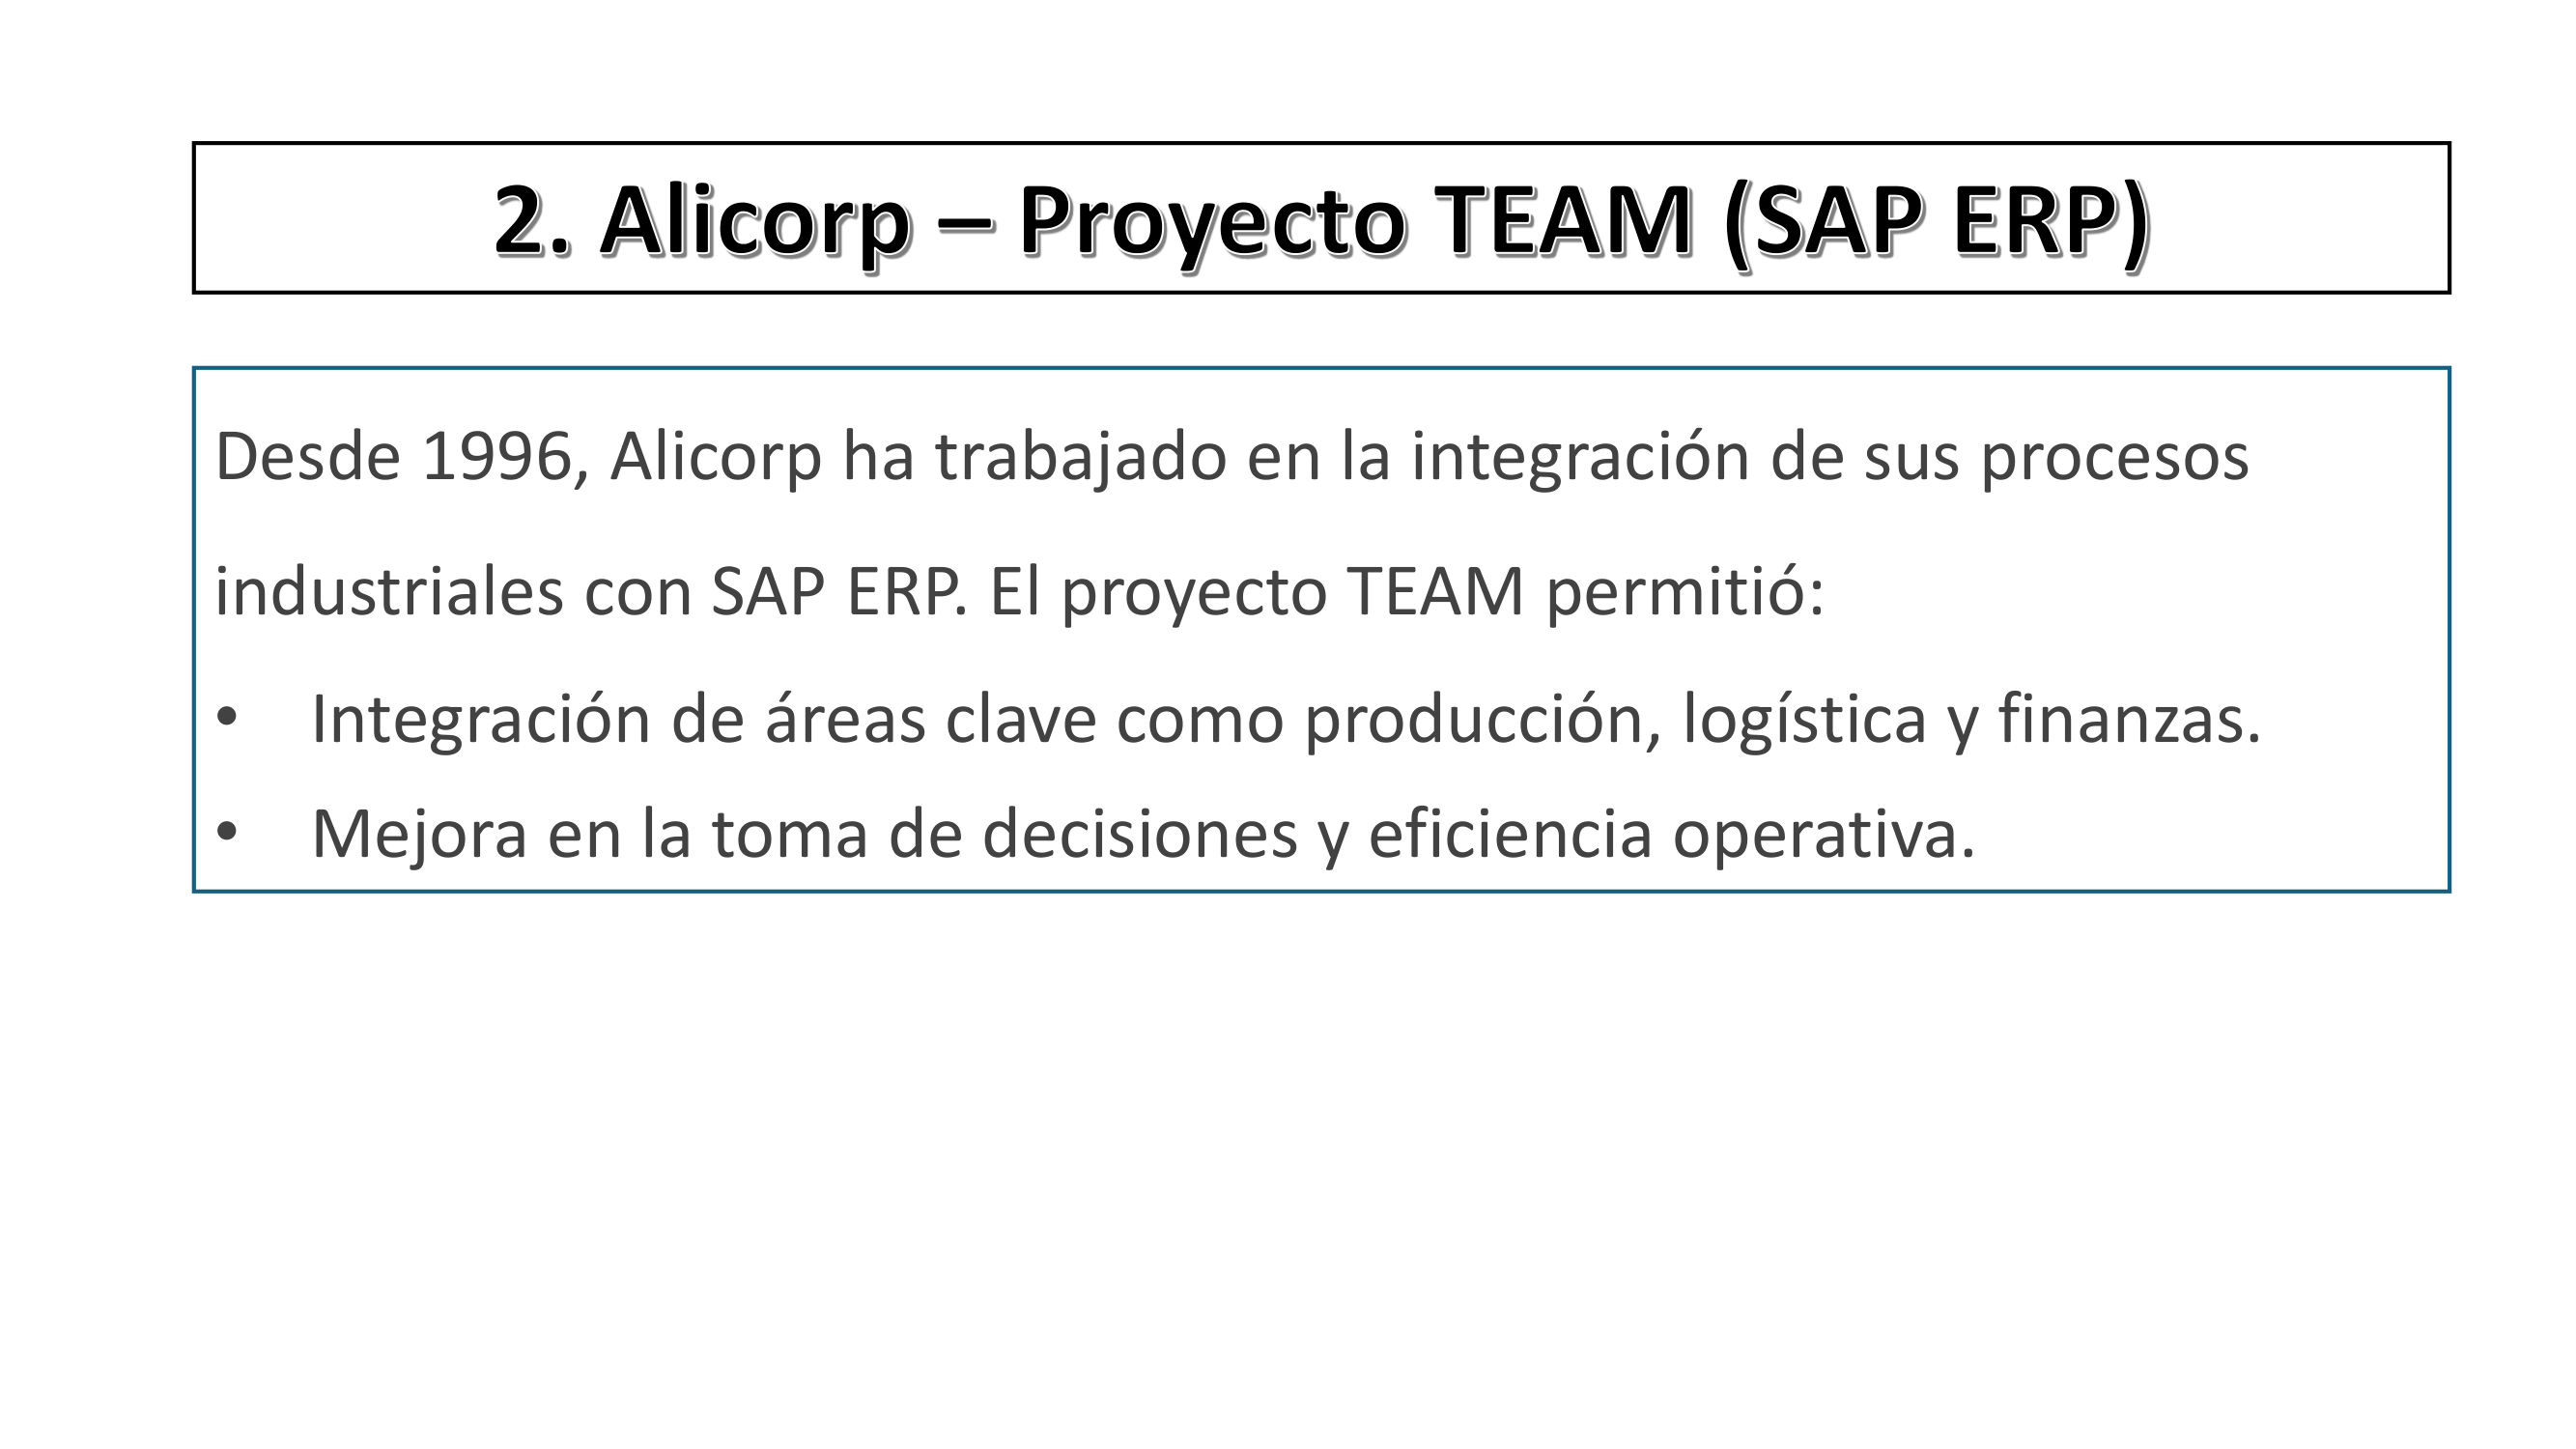 2. Alicorp – Proyecto TEAM (SAP ERP)
Desde 1996, Alicorp ha trabajado en la integración de sus procesos
industriales con SAP ERP. El proyecto TEAM permitió:
• Integración de áreas clave como producción, logística y finanzas.
• Mejora en la toma de decisiones y eficiencia operativa.